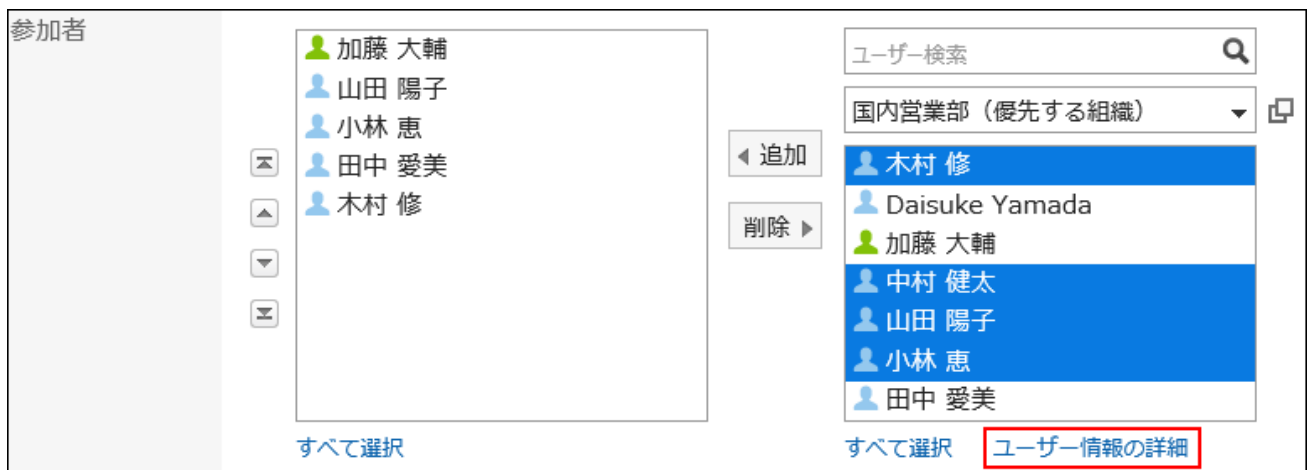 参加者
加藤 大輔
山田 陽子
小林 恵
田中 愛美
木村 修
すべて選択
追加
削除
ユーザー検索
国内営業部（優先する組織）
木村 修
Daisuke Yamada
加藤 大輔
中村 健太
山田 陽子
小林 恵
田中 愛美
すべて選択 ユーザー情報の詳細